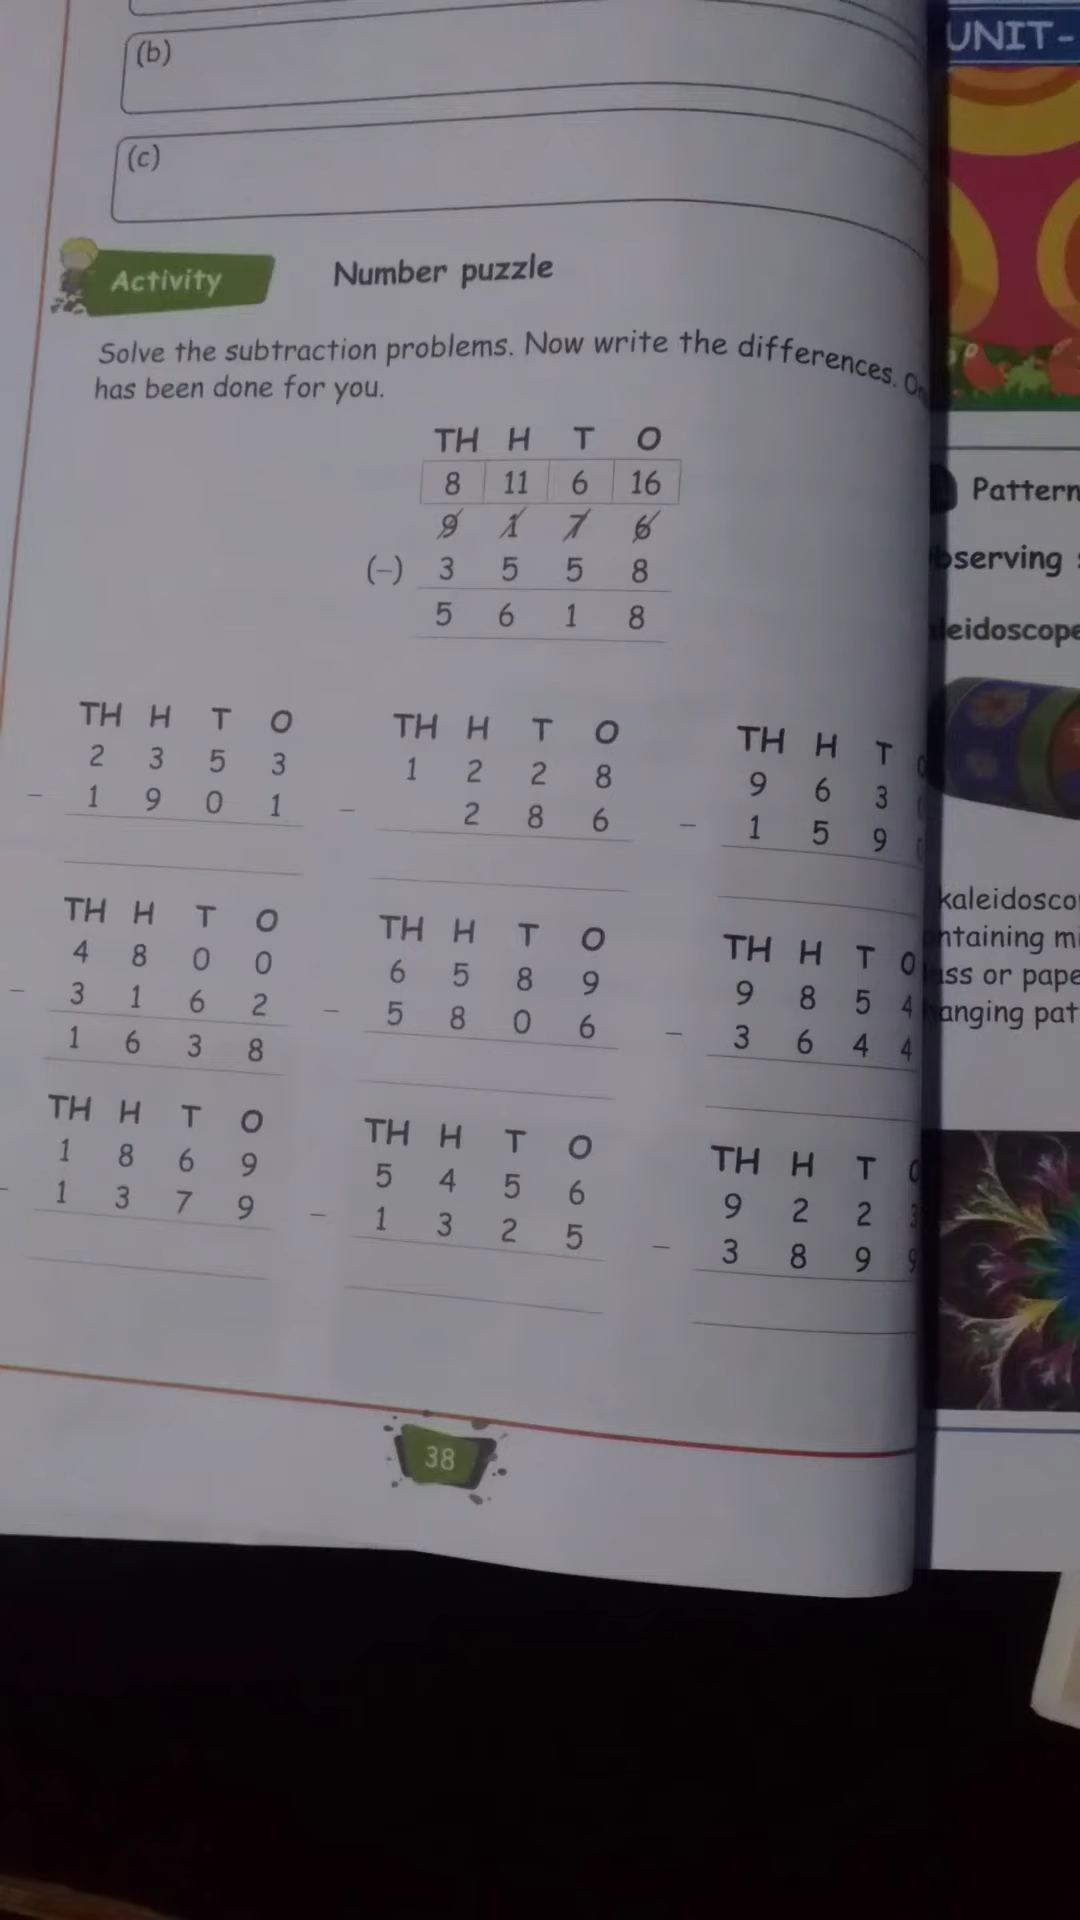 (b)
(c)
Activity
Number puzzle
Solve the subtraction problems. Now write the differences.
has been done for you.
TH H T O
8 11 6 16
9 1 7 6
(–) 3 5 5 8
5 6 1 8
TH H T O
2 3 5 3
– 1 9 0 1
TH H T O
1 2 2 8
– 2 8 6
TH H T
9 6 3
– 1 5 9
TH H T O
4 8 0 0
– 3 1 6 2
1 6 3 8
TH H T O
6 5 8 9
– 5 8 0 6
TH H T O
9 8 5 4
– 3 6 4 4
TH H T O
1 8 6 9
– 1 3 7 9
TH H T O
5 4 5 6
– 1 3 2 5
TH H T
9 2 2 3
– 3 8 9 9
38
UNIT-
Pattern
bserving
leidoscope
kaleidosco
ntaining mi
ass or pape
anging pat